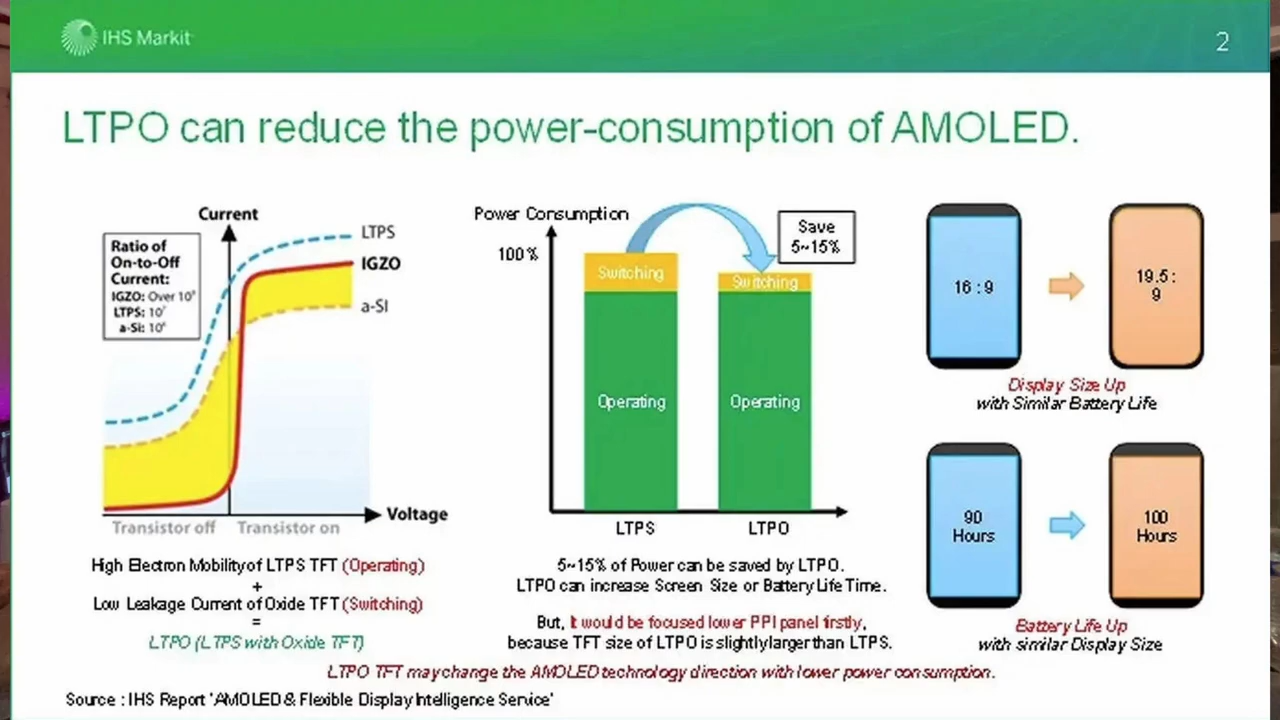 IHS Markit
2
LTPO can reduce the power-consumption of AMOLED.
Current
Ratio of
On-to-Off
Current:
IGZO: Over 10⁹
LTPS: 10⁷
a-Si: 10⁶
LTPS
IGZO
a-SI
Voltage
Transistor off
Transistor on
High Electron Mobility of LTPS TFT (Operating)
+
Low Leakage Current of Oxide TFT (Switching)
=
LTPO (LTPS with Oxide TFT)
Power Consumption
100 %
Save
5~15%
Switching
Switching
Operating
Operating
LTPS
LTPO
5~15% of Power can be saved by LTPO.
LTPO can increase Screen Size or Battery Life Time.
But, It would be focused lower PPI panel firstly,
because TFT size of LTPO is slightly larger than LTPS.
16 : 9
19.5 :
9
Display Size Up
with Similar Battery Life
90
Hours
100
Hours
Battery Life Up
with similar Display Size
LTPO TFT may change the AMOLED technology direction with lower power consumption.
Source : IHS Report 'AMOLED & Flexible Display Intelligence Service'